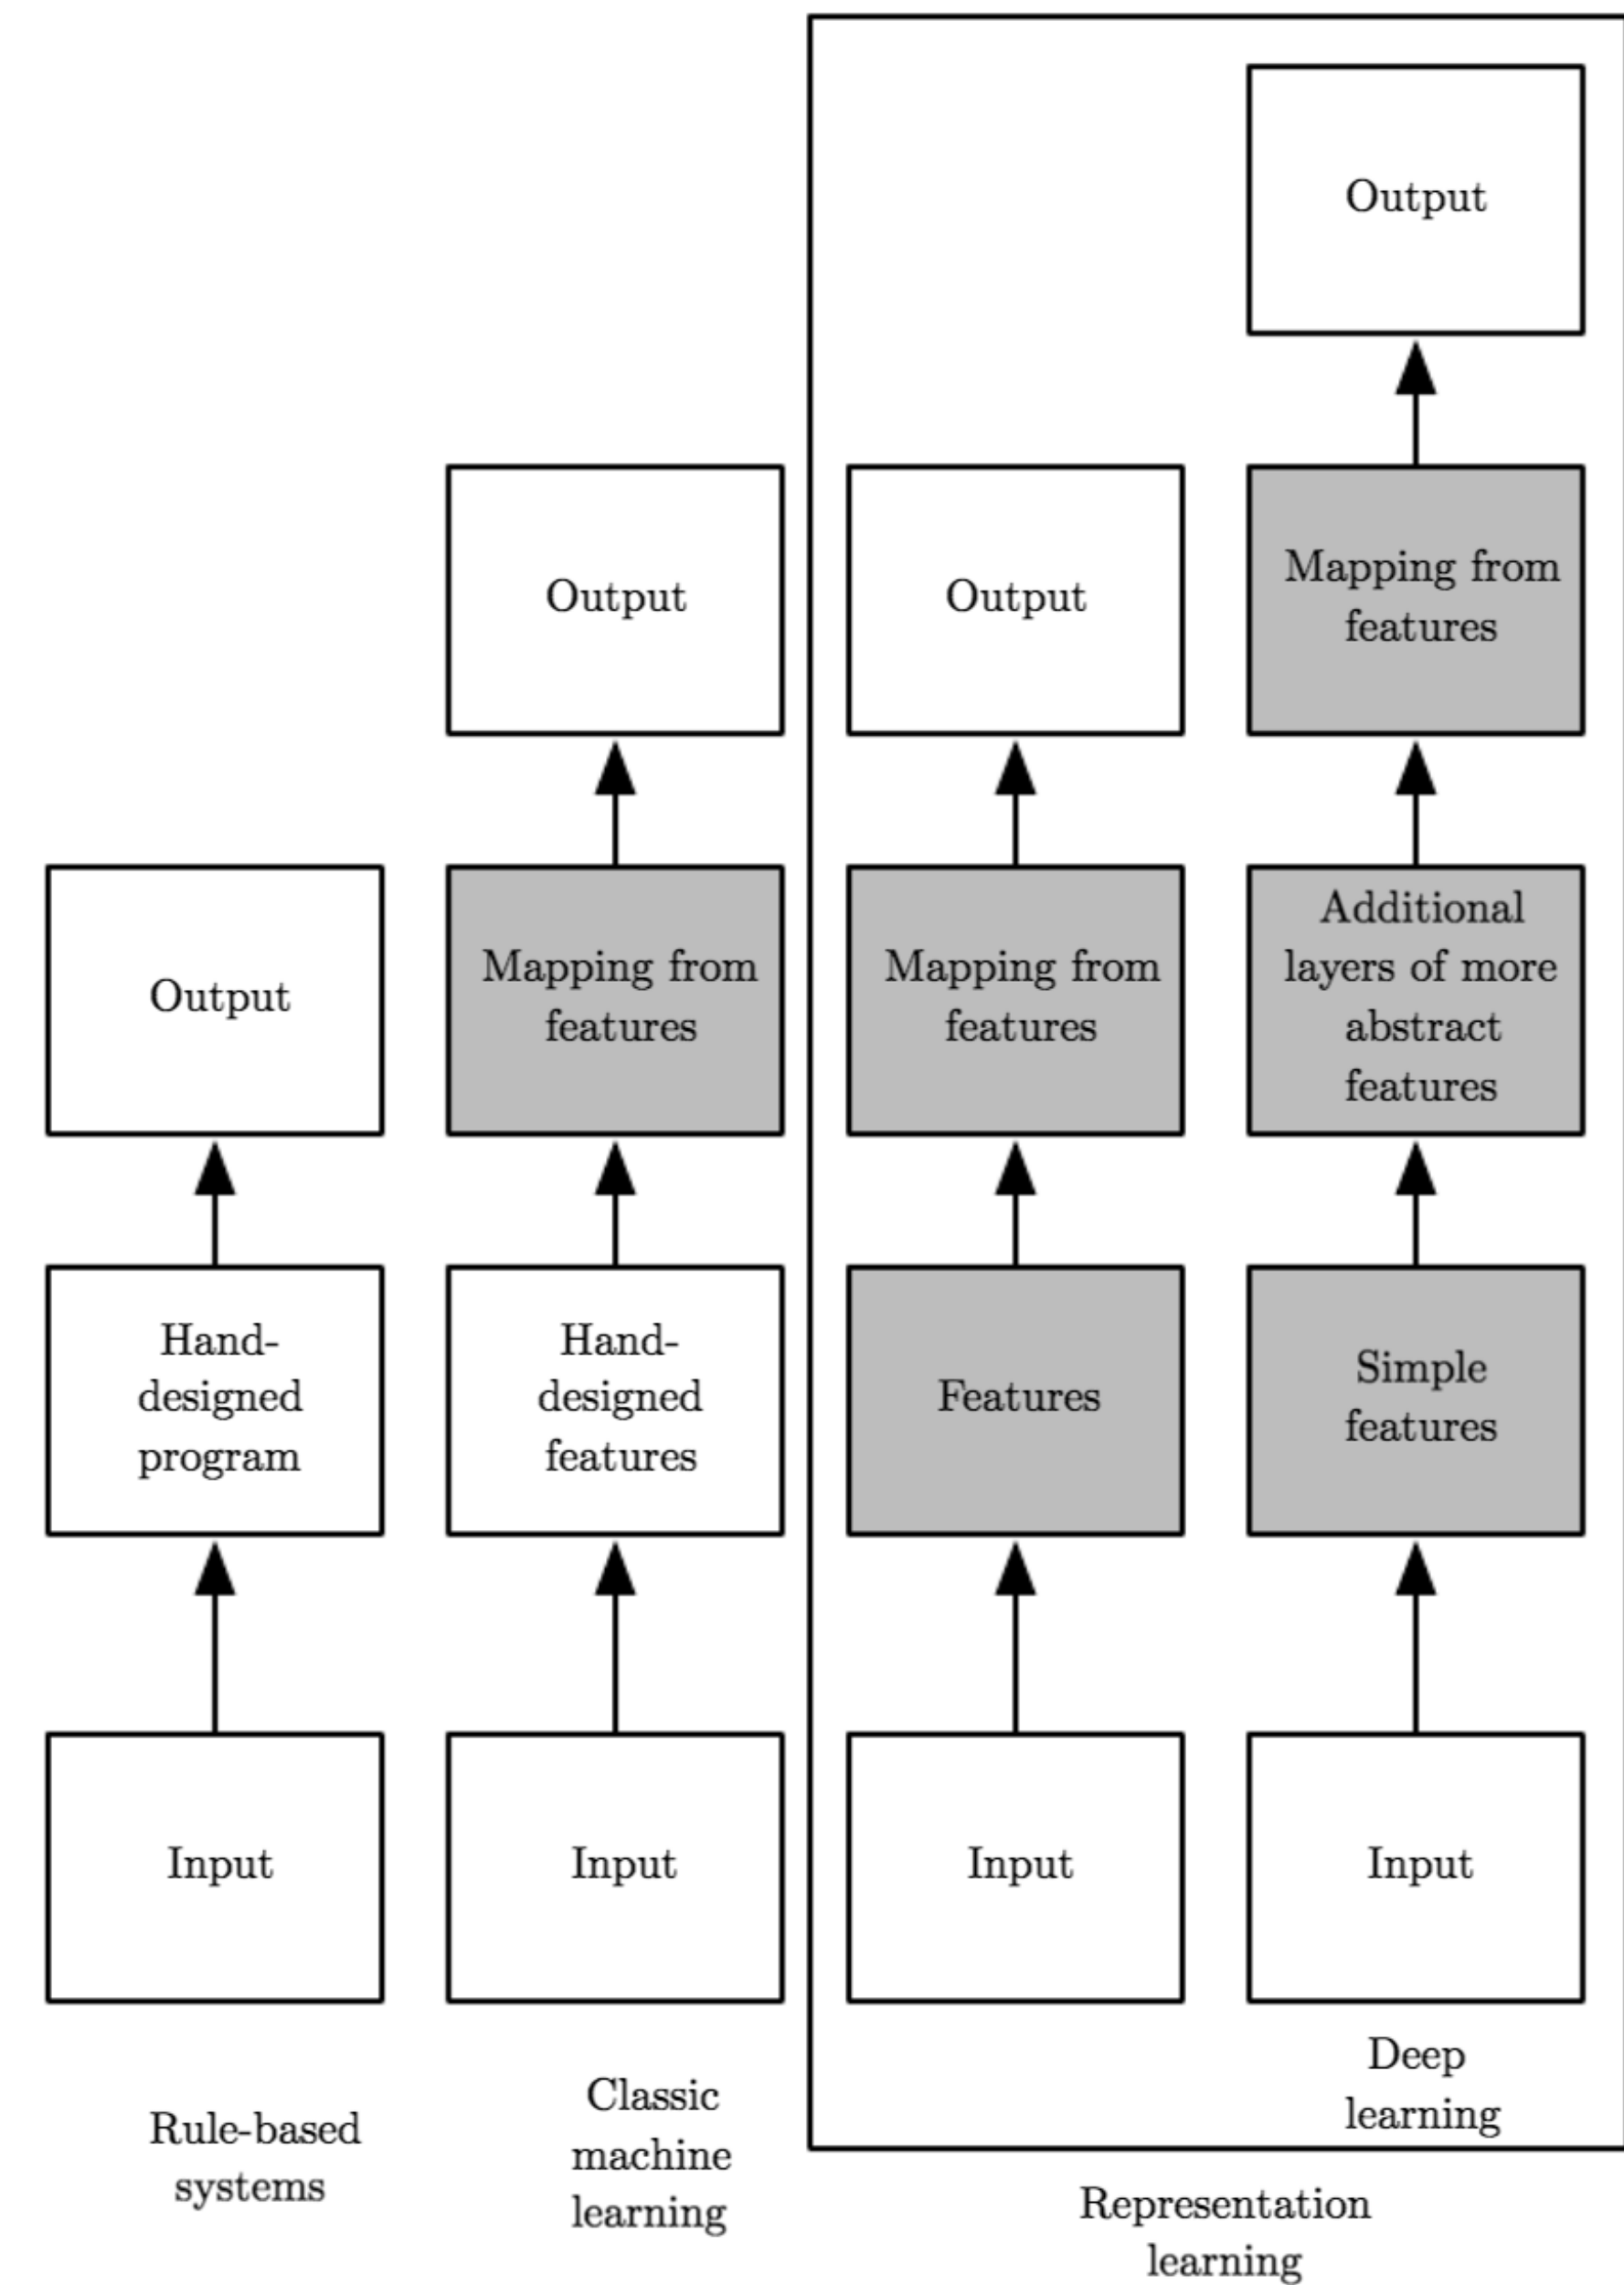 Output
Output
Output
Mapping from
features
Output
Mapping from
features
Mapping from
features
Additional
layers of more
abstract
features
Hand-
designed
program
Hand-
designed
features
Features
Simple
features
Input
Input
Input
Input
Rule-based
systems
Classic
machine
learning
Deep
learning
Representation
learning